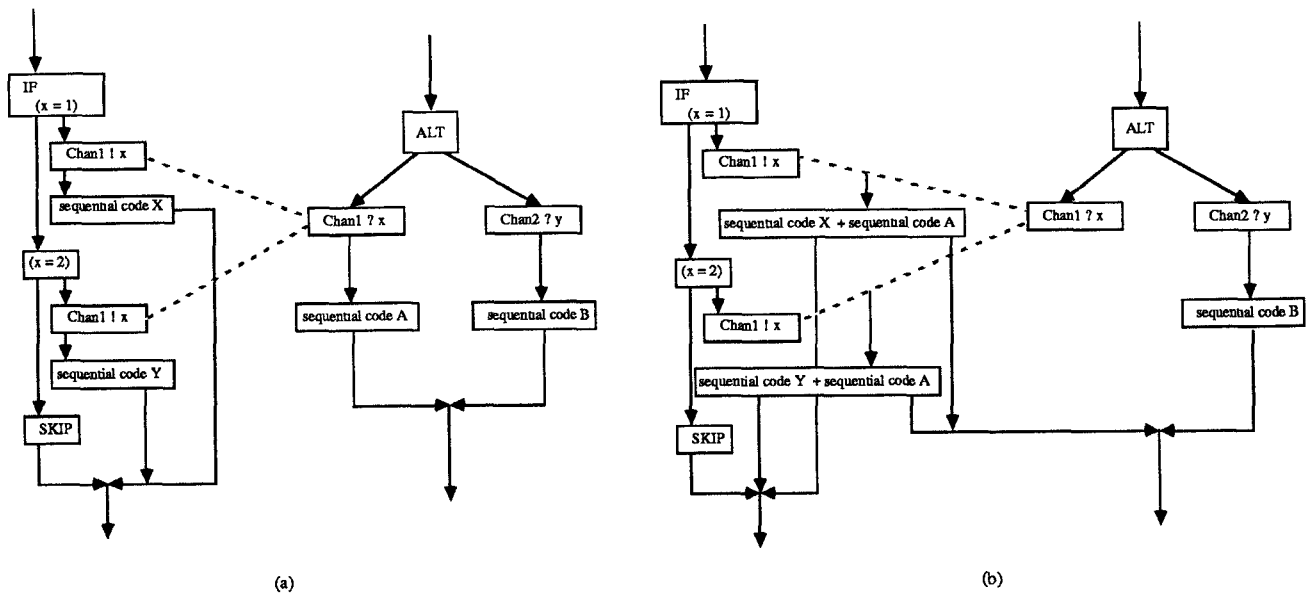 IF
(x = 1)
Chan1 ! x
sequential code X
(x = 2)
Chan1 ! x
sequential code Y
SKIP
ALT
Chan1 ? x
Chan2 ? y
sequential code A
sequential code B
(a)
IF
(x = 1)
Chan1 ! x
sequential code X + sequential code A
(x = 2)
Chan1 ! x
sequential code Y + sequential code A
SKIP
ALT
Chan1 ? x
Chan2 ? y
sequential code B
(b)